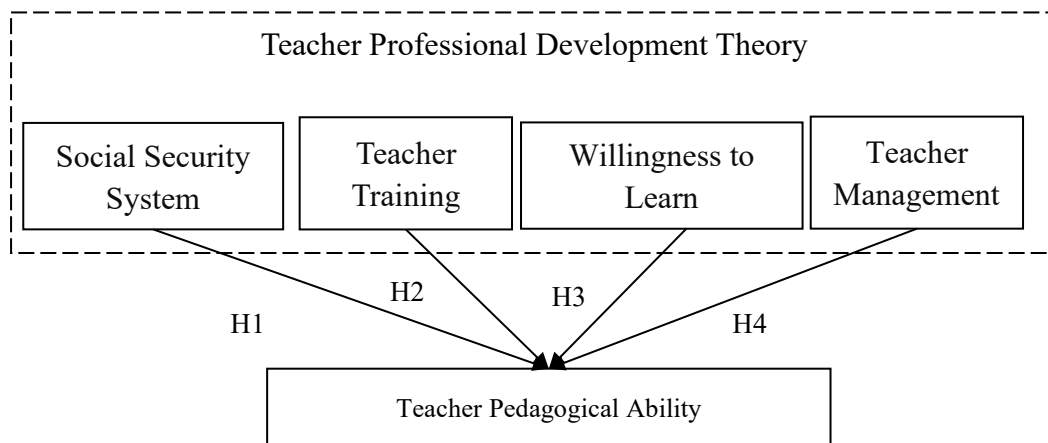 Teacher Professional Development Theory
Social Security
System
Teacher
Training
Willingness to
Learn
Teacher
Management
H1
H2
H3
H4
Teacher Pedagogical Ability